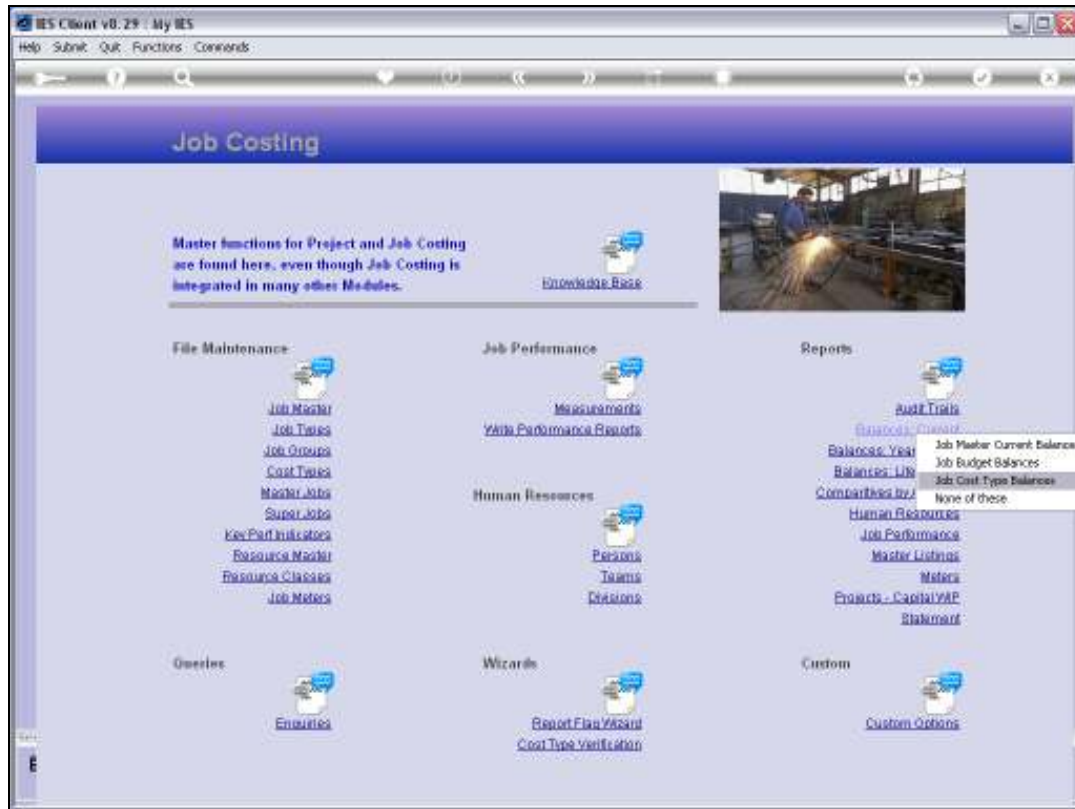 IES Client v8.29 : My IES
Help Submit Quit Functions Commands
Job Costing
Master functions for Project and Job Costing
are found here, even though Job Costing is
integrated in many other Modules.
Knowledge Base
File Maintenance
Job Master
Job Types
Job Groups
Cost Types
Master Jobs
Super Jobs
Key Perf Indicators
Resource Master
Resource Classes
Job Meters
Job Performance
Measurements
Write Performance Reports
Human Resources
Persons
Teams
Divisions
Reports
Audit Trails
Balances: Current
Balances: Year
Balances: Life
Comparitives by
Human Resources
Job Performance
Master Listings
Meters
Projects - Capital WIP
Statement
Job Master Current Balance
Job Budget Balances
Job Cost Type Balances
None of these
Queries
Enquiries
Wizards
Report Flag Wizard
Cost Type Verification
Custom
Custom Options